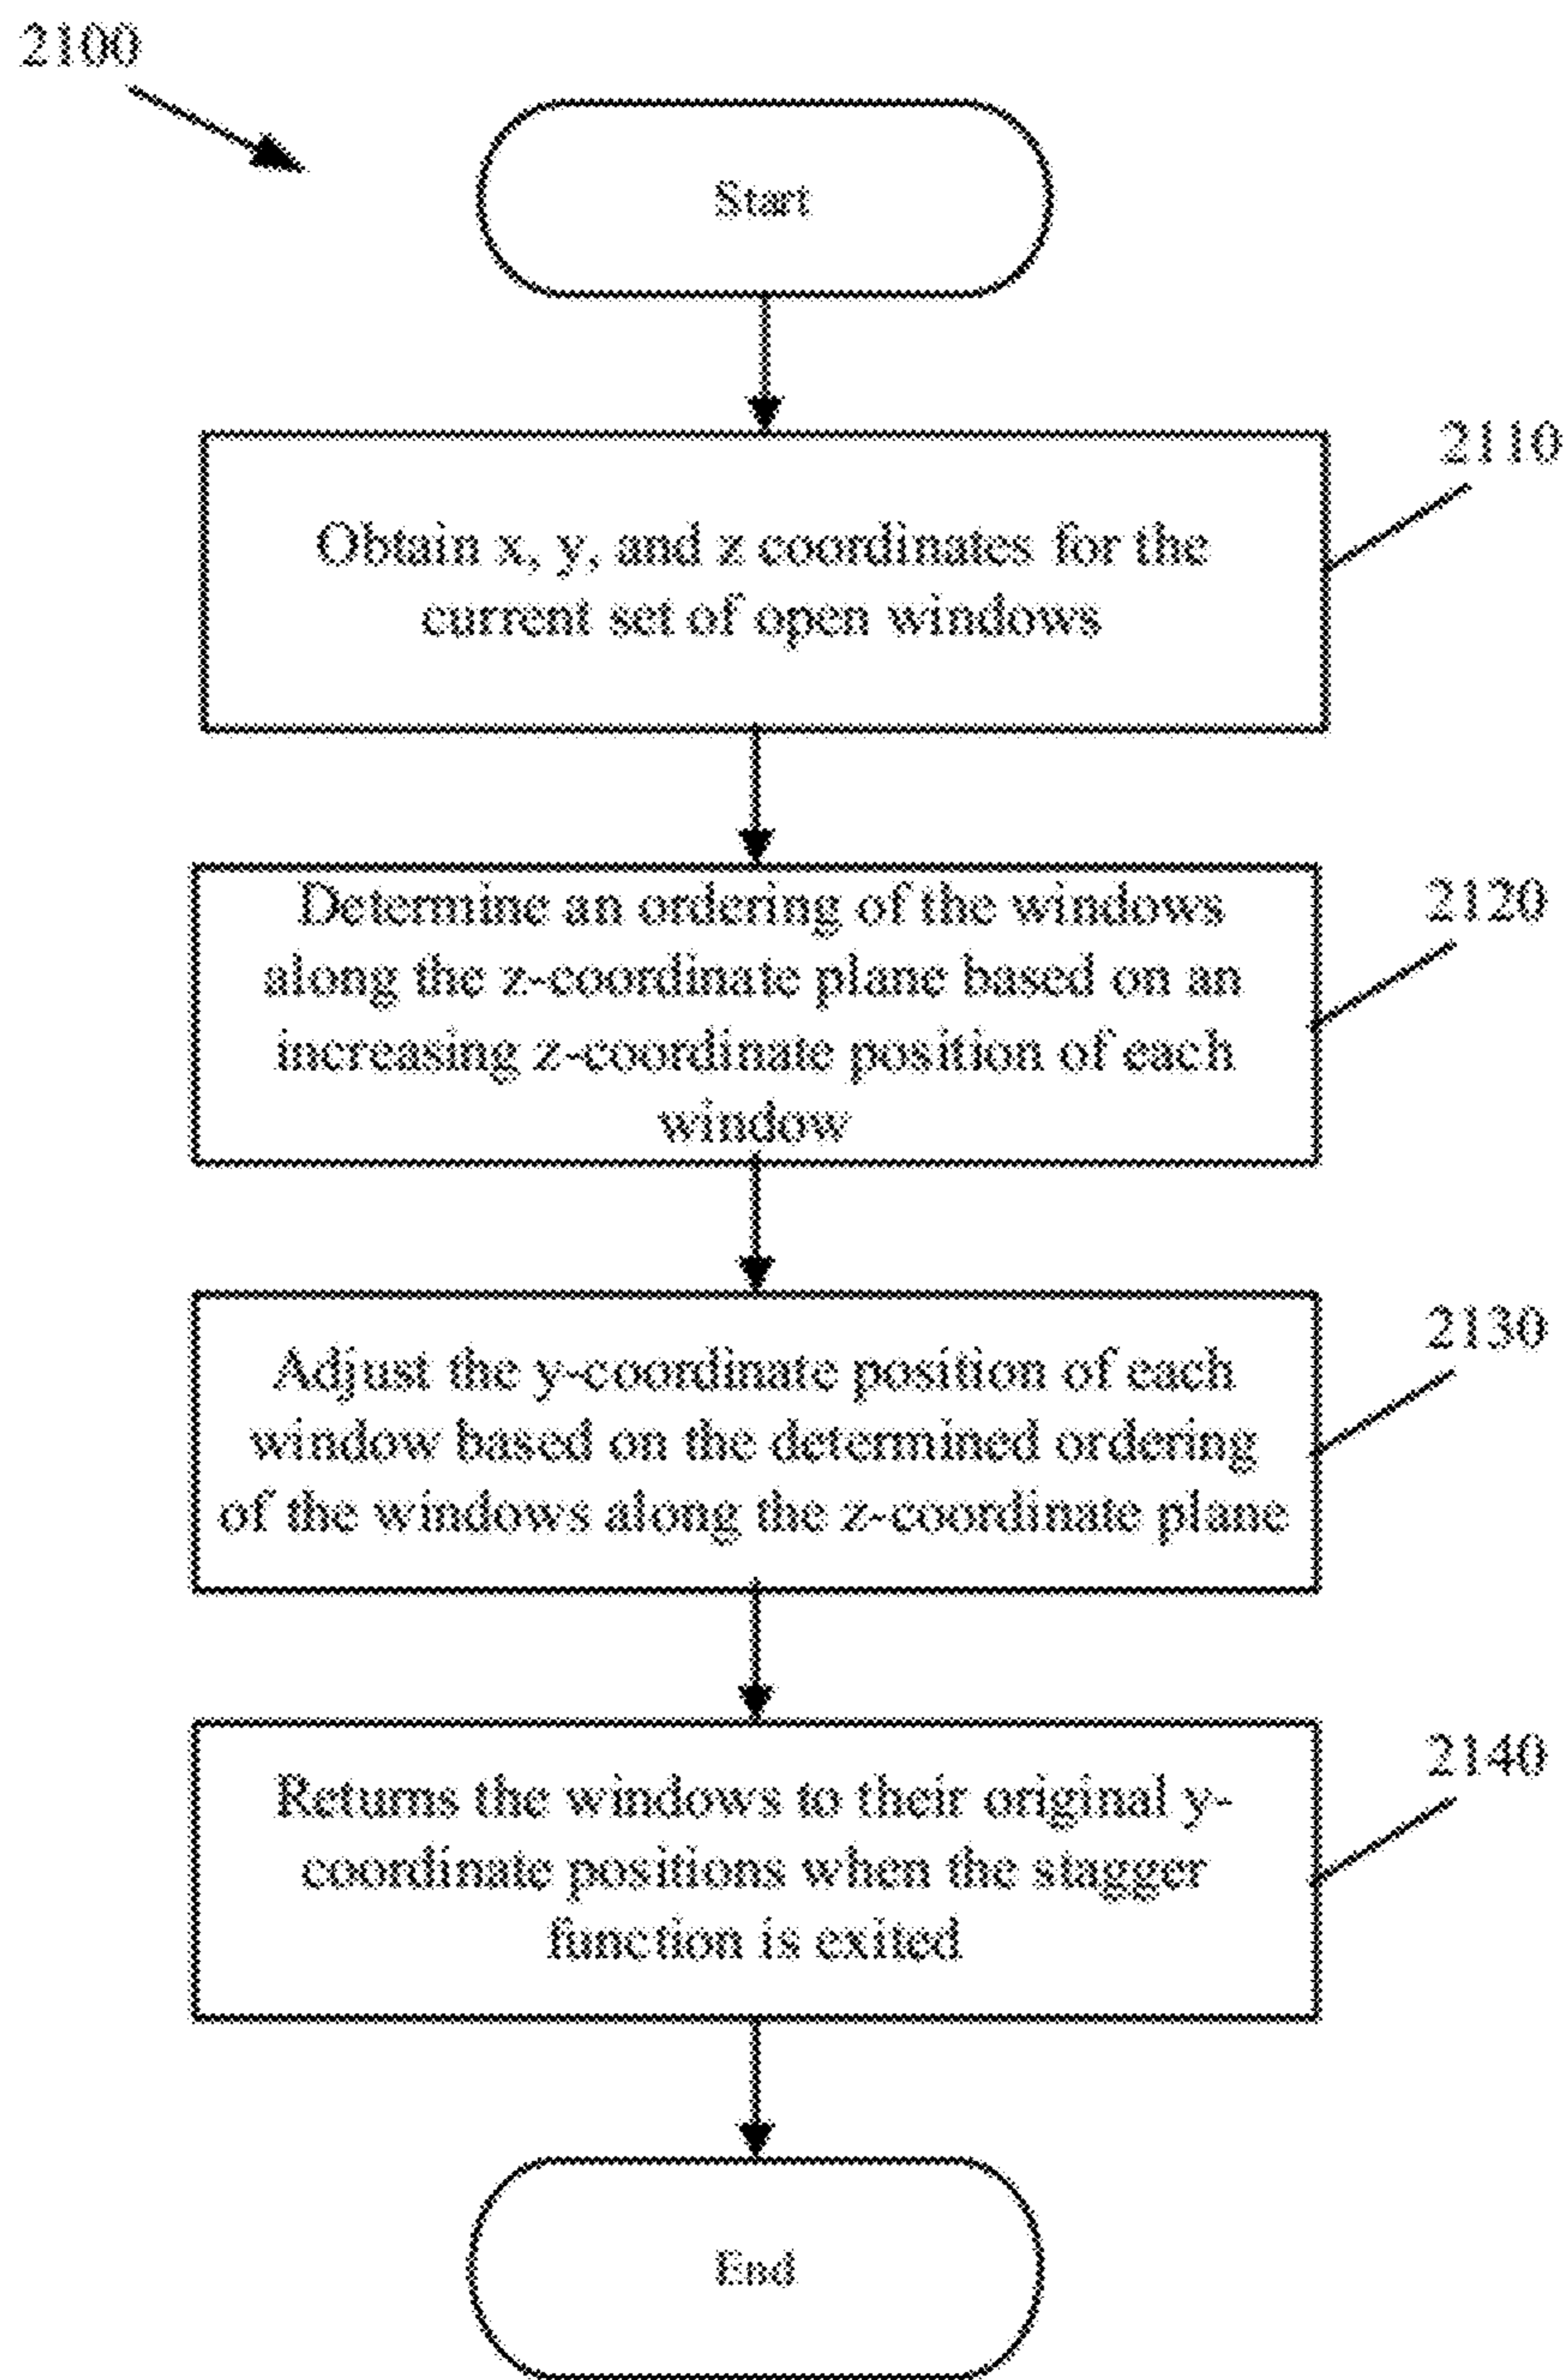 2100
Start
2110
Obtain x, y, and z coordinates for the
current set of open windows
2120
Determine an ordering of the windows
along the z-coordinate plane based on an
increasing z-coordinate position of each
window
2130
Adjust the y-coordinate position of each
window based on the determined ordering
of the windows along the z-coordinate plane
2140
Returns the windows to their original y-
coordinate positions when the stagger
function is exited
End